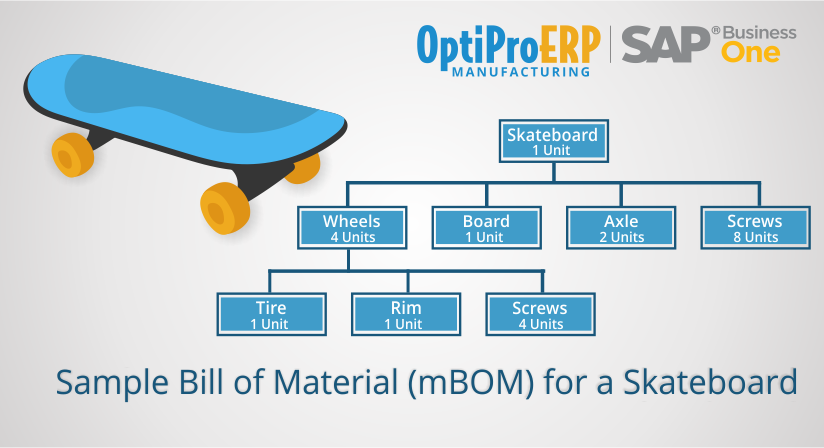 OptiProERP
MANUFACTURING
SAP® Business
One
Skateboard
1 Unit
Wheels
4 Units
Board
1 Unit
Axle
2 Units
Screws
8 Units
Tire
1 Unit
Rim
1 Unit
Screws
4 Units
Sample Bill of Material (mBOM) for a Skateboard